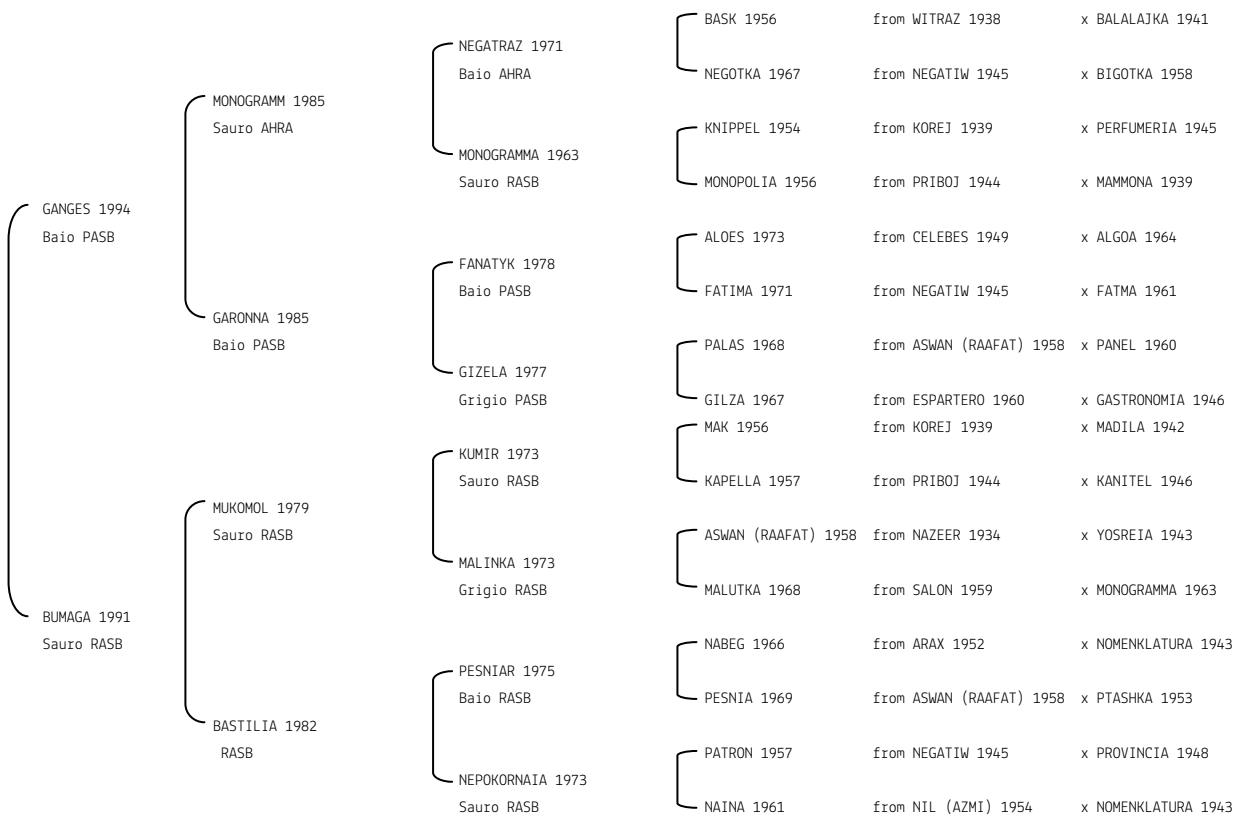 BASK 1956 from WITRAZ 1938 x BALALAJKA 1941
NEGATRAZ 1971
Baio AHRA
NEGOTKA 1967 from NEGATIW 1945 x BIGOTKA 1958
MONOGRAMM 1985
Sauro AHRA
KNIPPEL 1954 from KOREJ 1939 x PERFUMERIA 1945
MONOGRAMMA 1963
Sauro RASB
MONOPOLIA 1956 from PRIBOJ 1944 x MAMMONA 1939
GANGES 1994
Baio PASB
ALOES 1973 from CELEBES 1949 x ALGOA 1964
FANATYK 1978
Baio PASB
FATIMA 1971 from NEGATIW 1945 x FATMA 1961
GARONNA 1985
Baio PASB
PALAS 1968 from ASWAN (RAAFAT) 1958 x PANEL 1960
GIZELA 1977
Grigio PASB
GILZA 1967 from ESPARTERO 1960 x GASTRONOMIA 1946
MAK 1956 from KOREJ 1939 x MADILA 1942
KUMIR 1973
Sauro RASB
KAPELLA 1957 from PRIBOJ 1944 x KANITEL 1946
MUKOMOL 1979
Sauro RASB
ASWAN (RAAFAT) 1958 from NAZEER 1934 x YOSREIA 1943
MALINKA 1973
Grigio RASB
MALUTKA 1968 from SALON 1959 x MONOGRAMMA 1963
BUMAGA 1991
Sauro RASB
NABEG 1966 from ARAX 1952 x NOMENKLATURA 1943
PESNIAR 1975
Baio RASB
PESNIA 1969 from ASWAN (RAAFAT) 1958 x PTASHKA 1953
BASTILIA 1982
RASB
PATRON 1957 from NEGATIW 1945 x PROVINCIA 1948
NEPOKORNAIA 1973
Sauro RASB
NAINA 1961 from NIL (AZMI) 1954 x NOMENKLATURA 1943